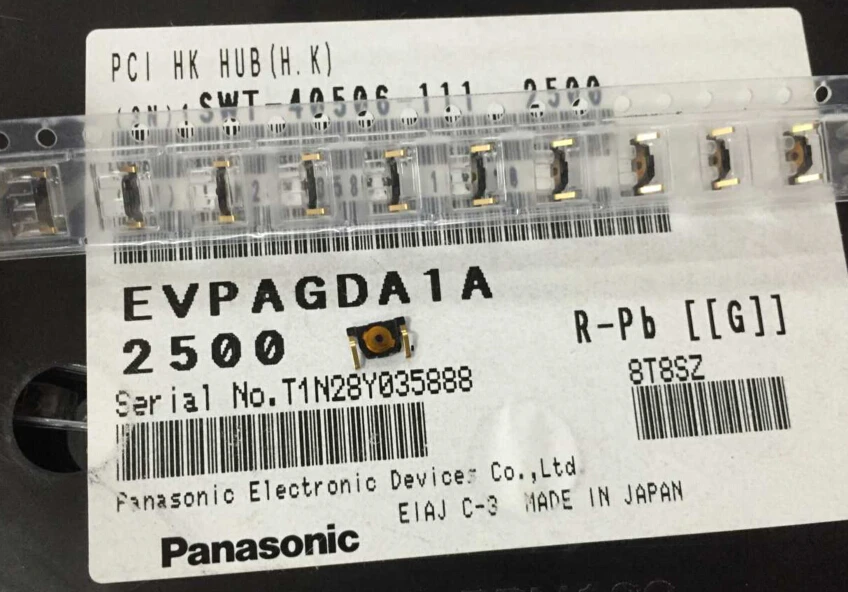 PCI HK HUB(H.K)
SWT-40506-111 2500
EVPAGDA1A
2500
R-Pb [[G]]
Serial No.T1N28Y035888
8T8SZ
Panasonic Electronic Devices Co.,Ltd
EIAJ C-3 MADE IN JAPAN
Panasonic